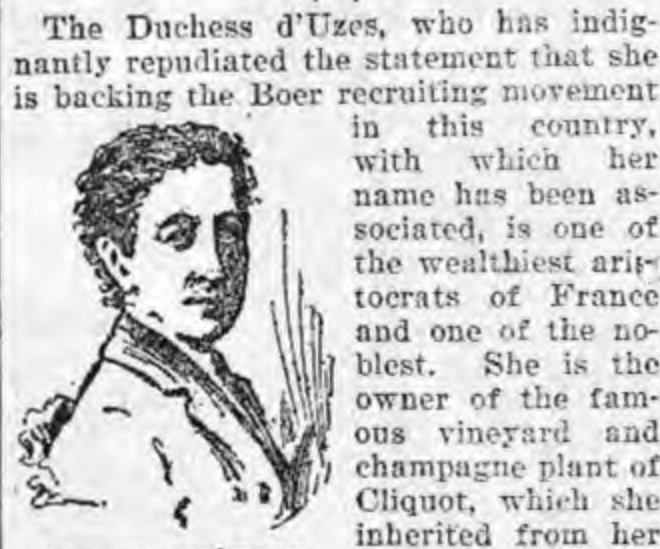 The Duchess d'Uzes, who has indig-
nantly repudiated the statement that she
is backing the Boer recruiting movement
in this country,
with which her
name has been as-
sociated, is one of
the wealthiest aris-
tocrats of France
and one of the no-
blest. She is the
owner of the fam-
ous vineyard and
champagne plant of
Cliquot, which she
inherited from her